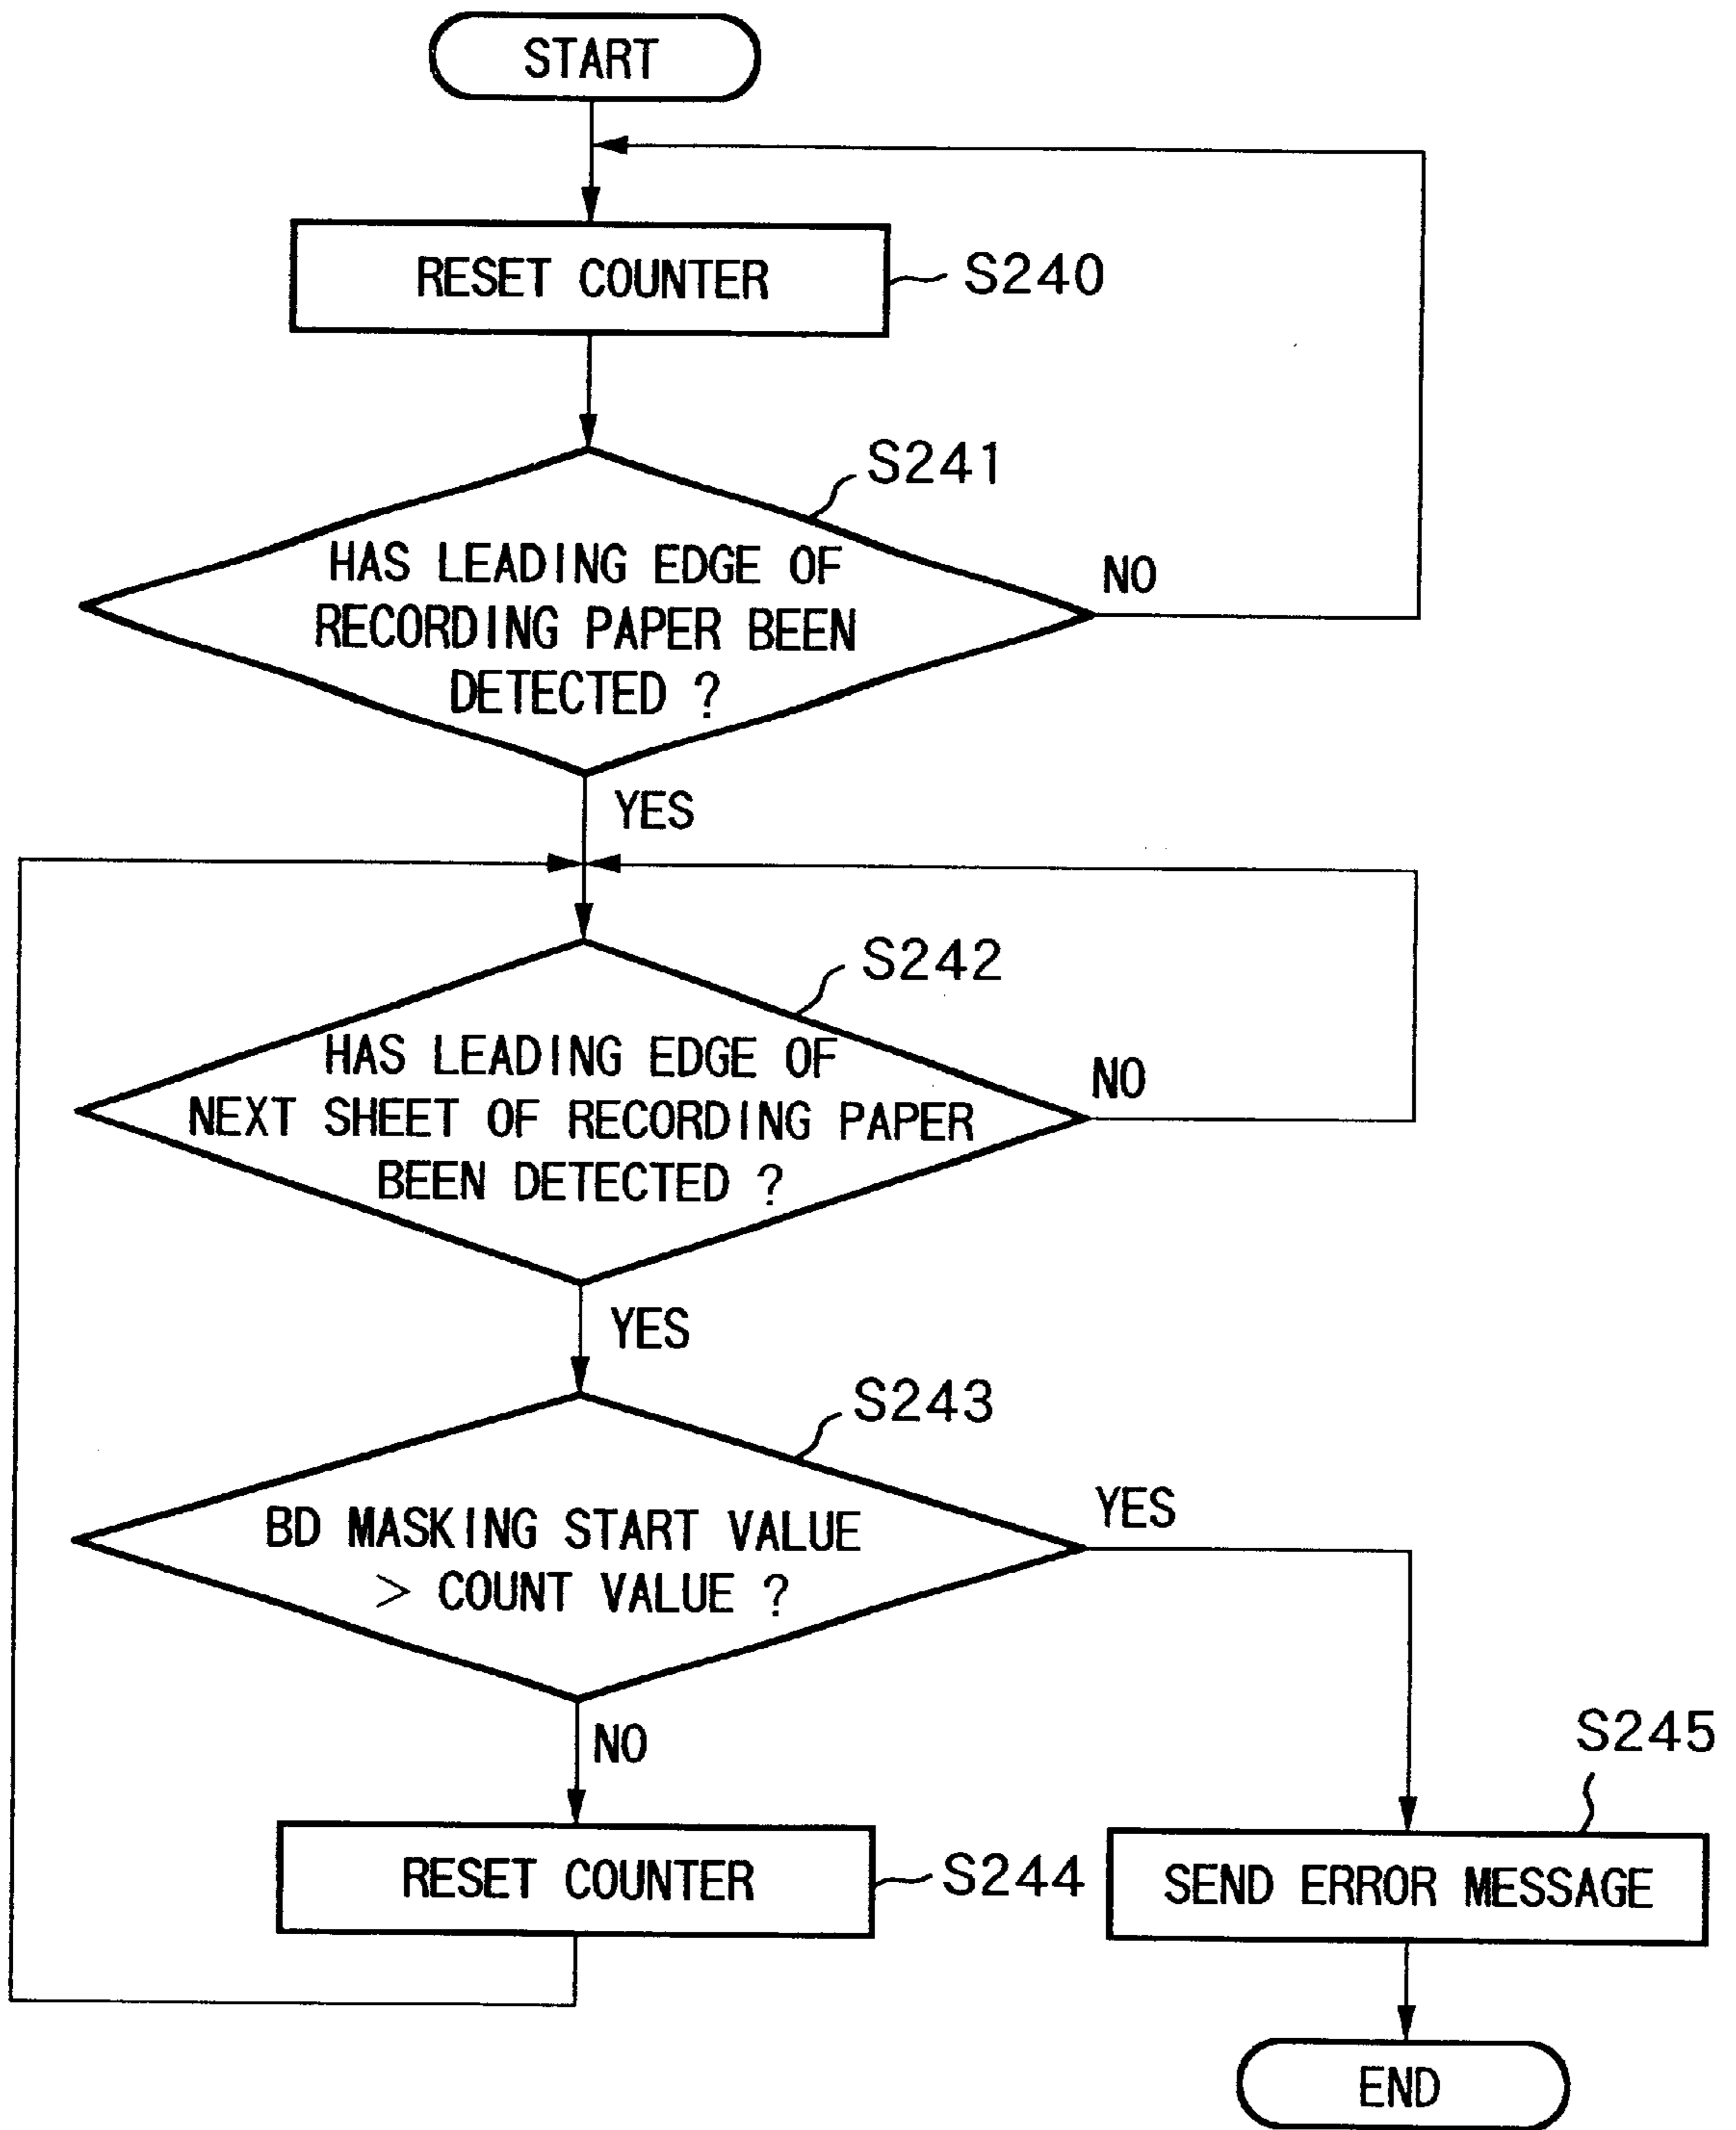 START
RESET COUNTER
S240
S241
HAS LEADING EDGE OF
RECORDING PAPER BEEN
DETECTED ?
NO
YES
S242
HAS LEADING EDGE OF
NEXT SHEET OF RECORDING PAPER
BEEN DETECTED ?
NO
YES
S243
BD MASKING START VALUE
> COUNT VALUE ?
YES
NO
S245
RESET COUNTER
S244
SEND ERROR MESSAGE
END